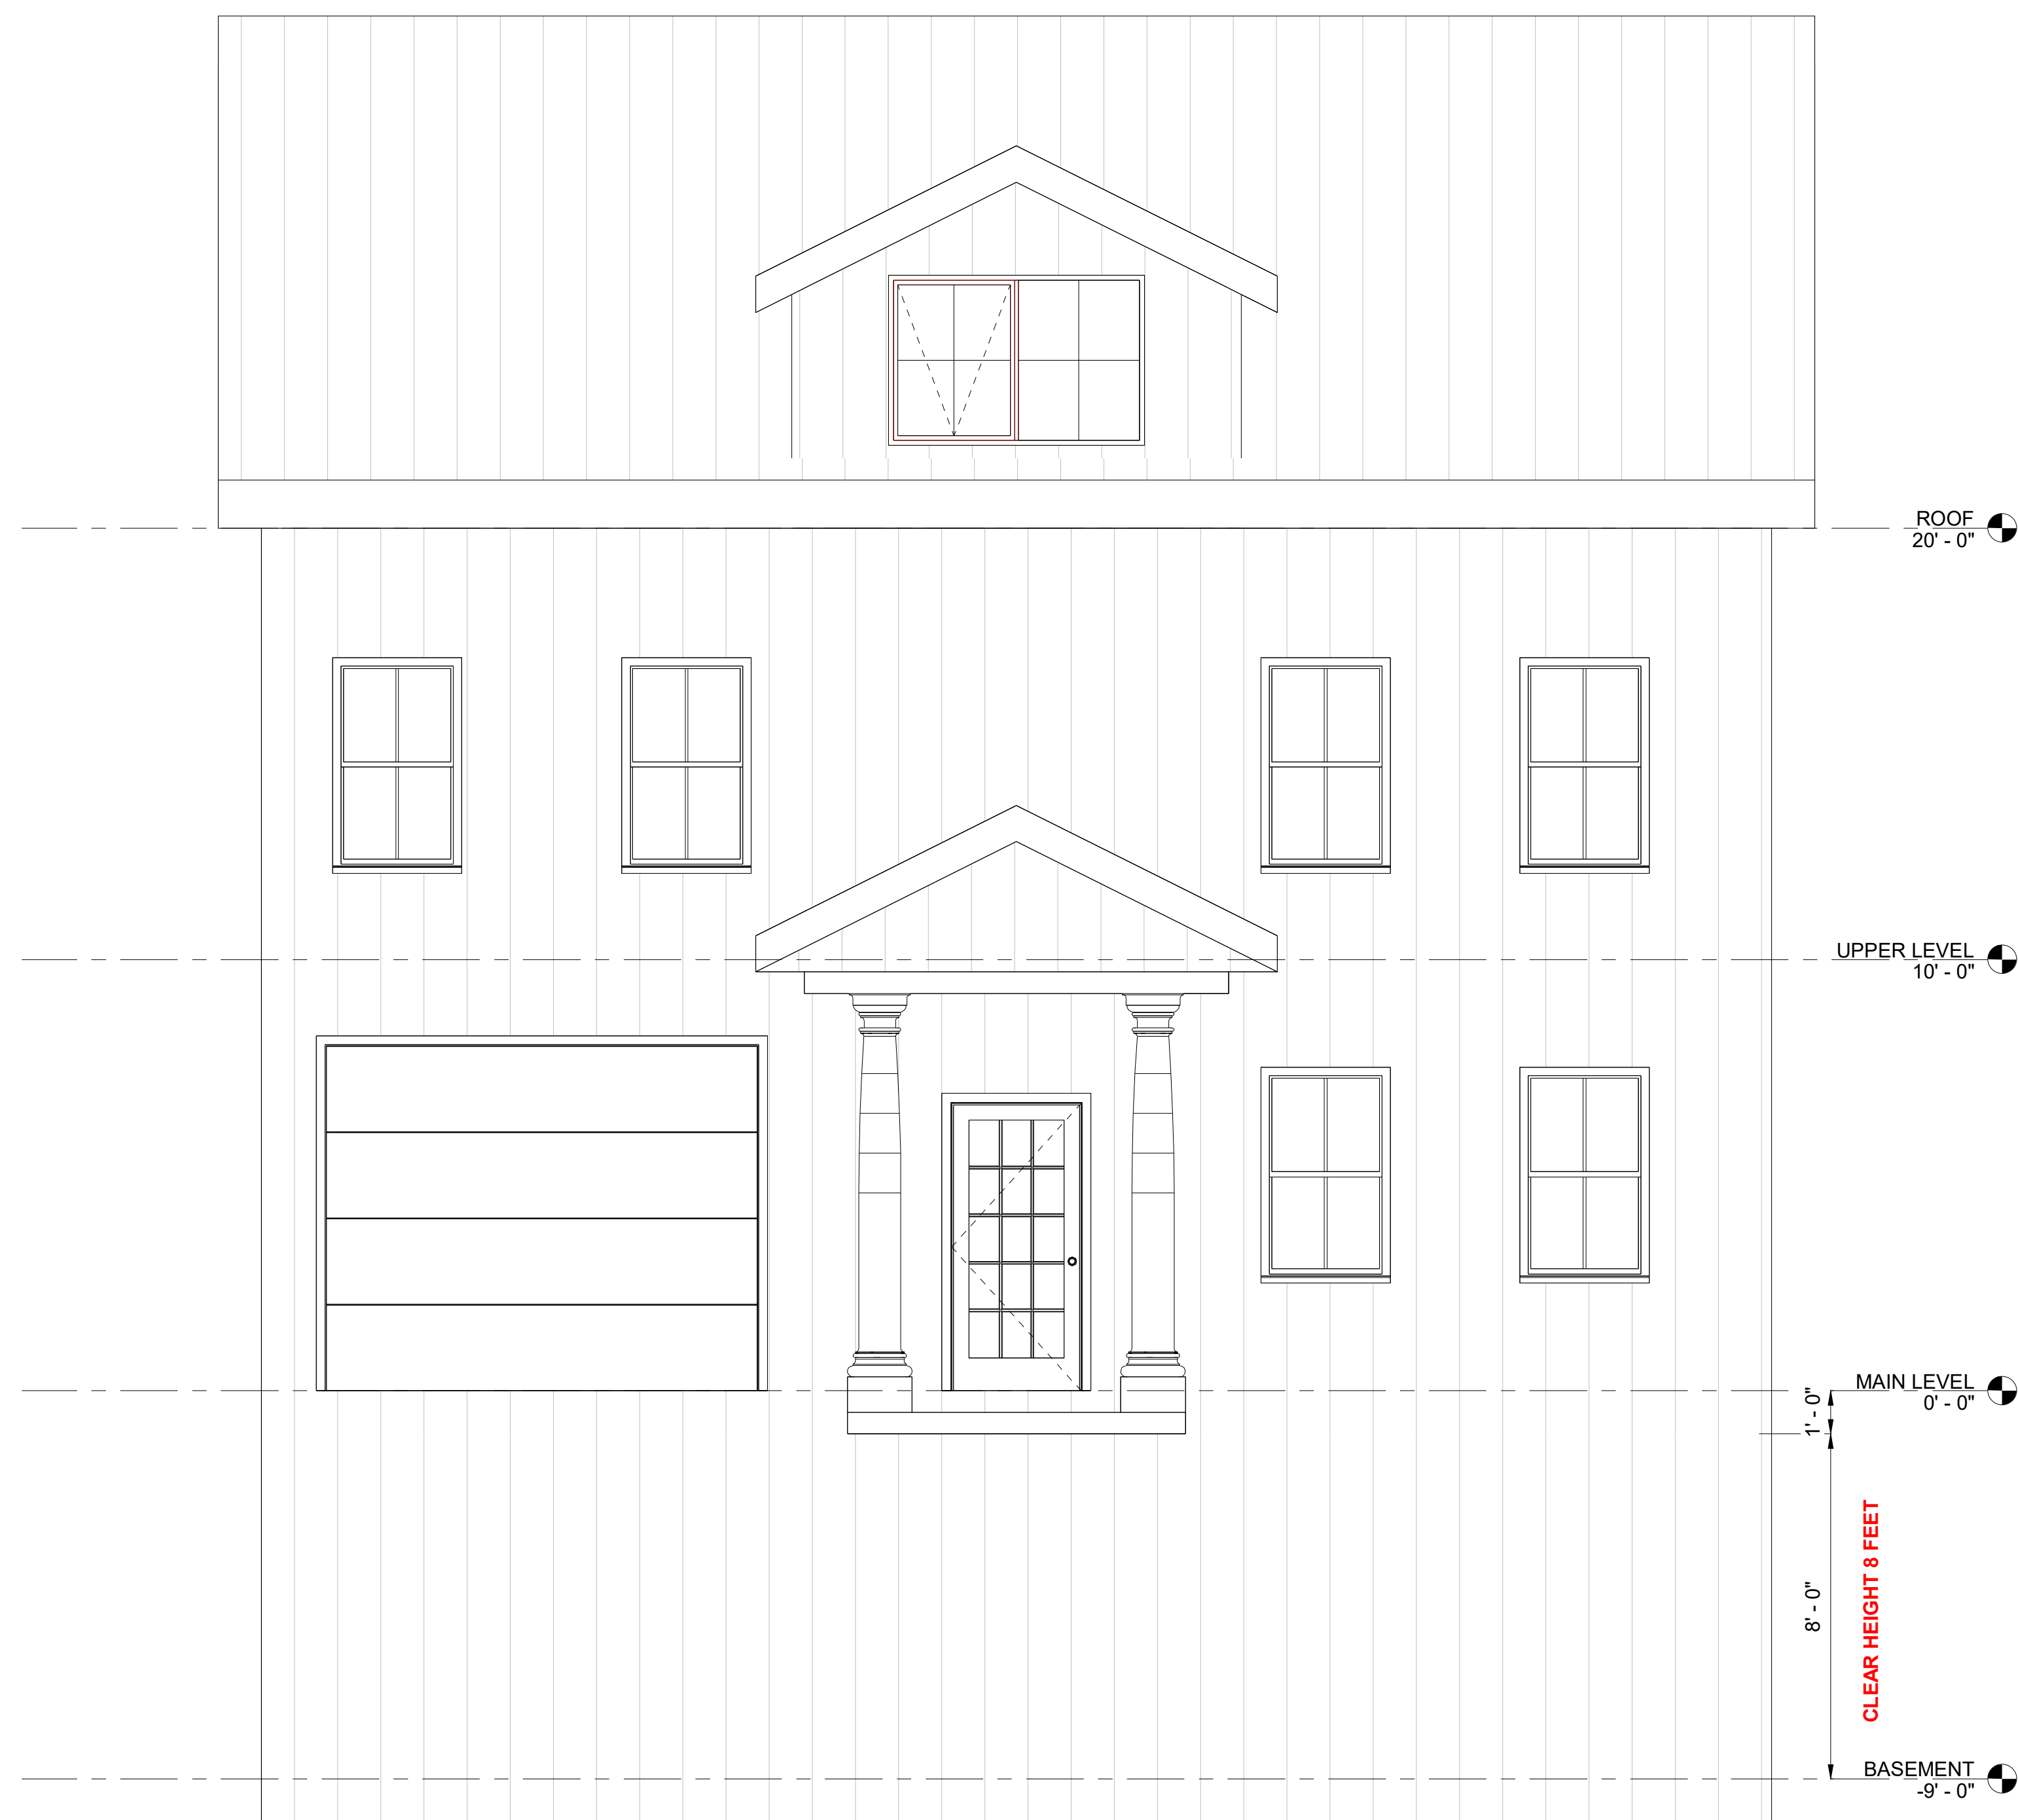 ROOF
20' - 0"
UPPER LEVEL
10' - 0"
MAIN LEVEL
0' - 0"
1' - 0"
8' - 0"
CLEAR HEIGHT 8 FEET
BASEMENT
-9' - 0"